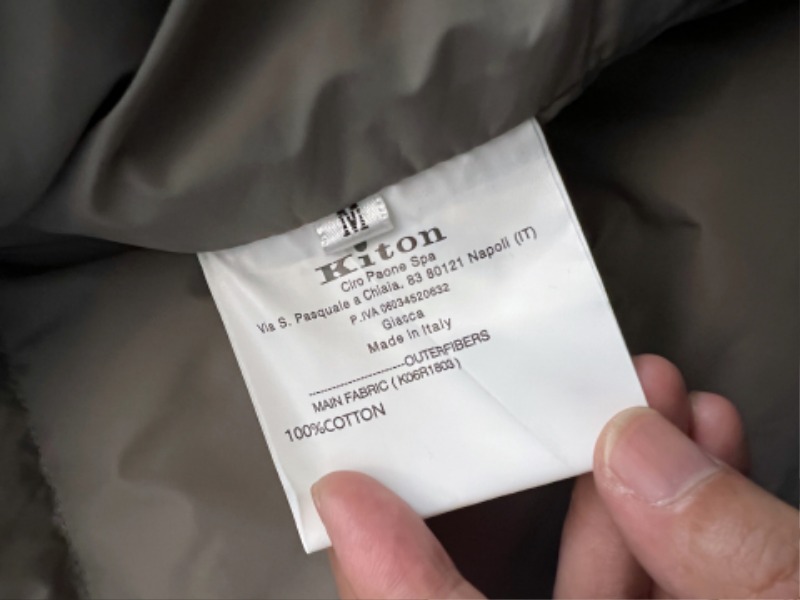 M
Kiton
Ciro Paone Spa
Via S. Pasquale a Chiaia, 83 80121 Napoli (IT)
P.IVA 06034520632
Giacca
Made in Italy
--------------------OUTERFIBERS
MAIN FABRIC ( K06R1803 )
100%COTTON